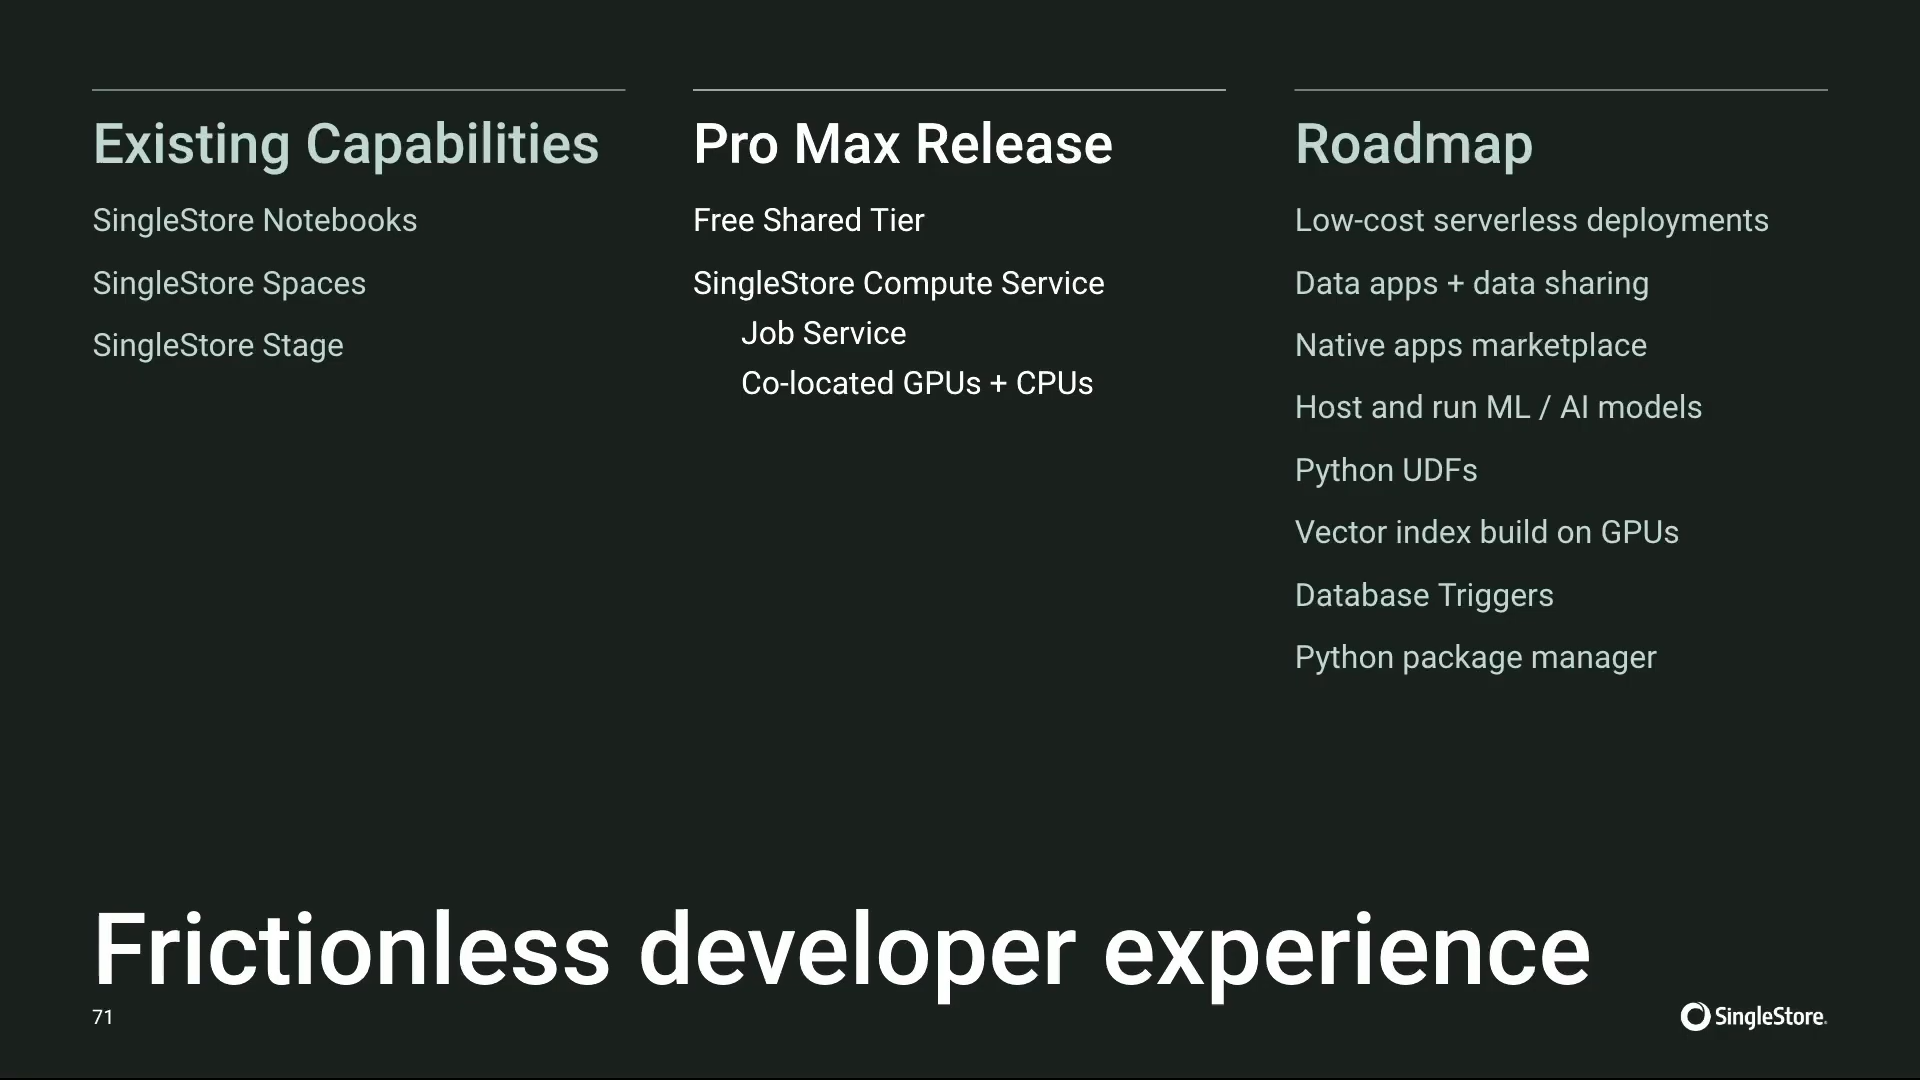 Existing Capabilities
SingleStore Notebooks
SingleStore Spaces
SingleStore Stage
Pro Max Release
Free Shared Tier
SingleStore Compute Service
Job Service
Co-located GPUs + CPUs
Roadmap
Low-cost serverless deployments
Data apps + data sharing
Native apps marketplace
Host and run ML / AI models
Python UDFs
Vector index build on GPUs
Database Triggers
Python package manager
Frictionless developer experience
71
SingleStore